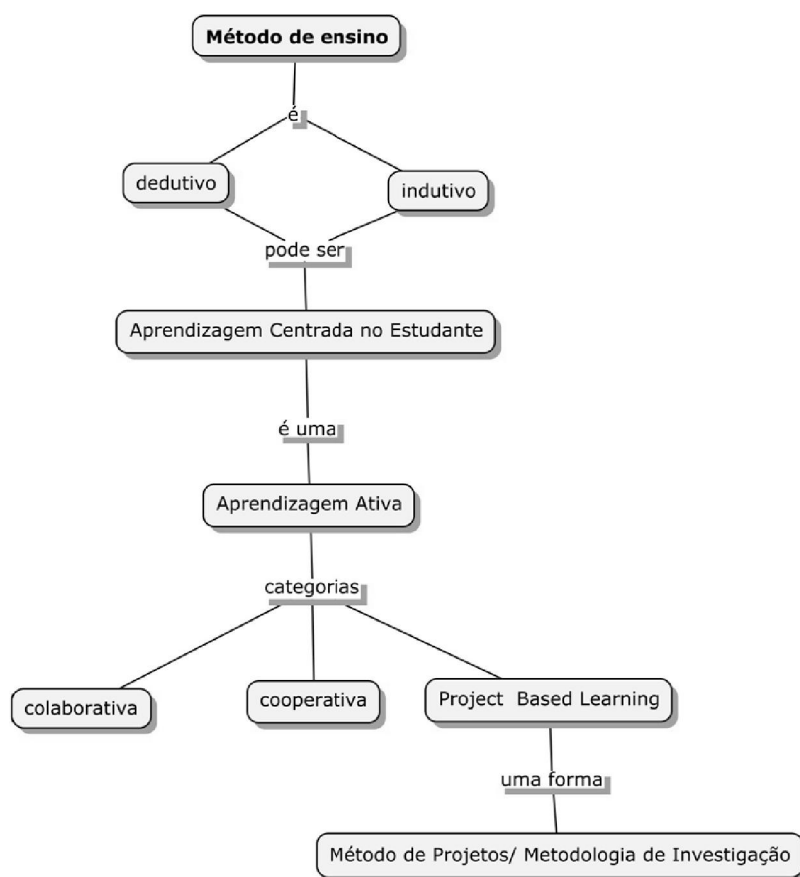 Método de ensino
é
dedutivo
indutivo
pode ser
Aprendizagem Centrada no Estudante
é uma
Aprendizagem Ativa
categorias
colaborativa
cooperativa
Project Based Learning
uma forma
Método de Projetos/ Metodologia de Investigação